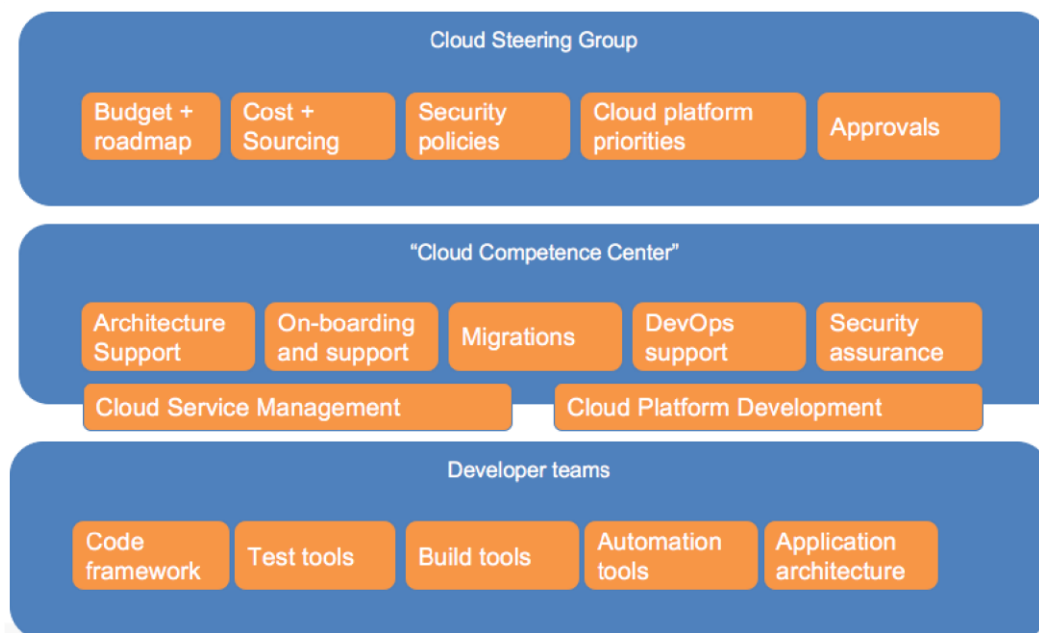 Cloud Steering Group
Budget +
roadmap
Cost +
Sourcing
Security
policies
Cloud platform
priorities
Approvals
“Cloud Competence Center”
Architecture
Support
On-boarding
and support
Migrations
DevOps
support
Security
assurance
Cloud Service Management
Cloud Platform Development
Developer teams
Code
framework
Test tools
Build tools
Automation
tools
Application
architecture